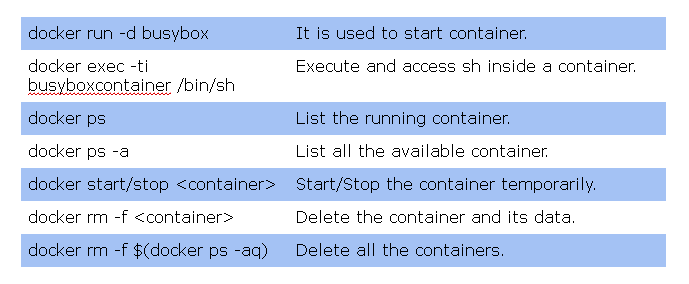 docker run -d busybox It is used to start container.
docker exec -ti Execute and access sh inside a container.
busyboxcontainer /bin/sh
docker ps List the running container.
docker ps -a List all the available container.
docker start/stop <container> Start/Stop the container temporarily.
docker rm -f <container> Delete the container and its data.
docker rm -f $(docker ps -aq) Delete all the containers.